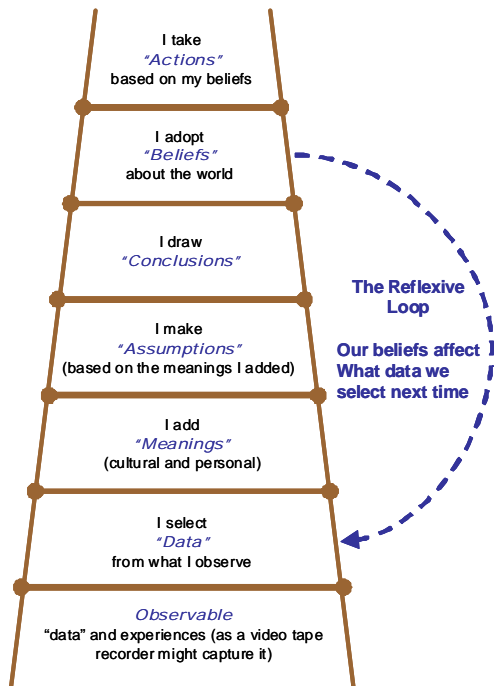 I take
“Actions”
based on my beliefs
I adopt
“Beliefs”
about the world
I draw
“Conclusions”
I make
“Assumptions”
(based on the meanings I added)
I add
“Meanings”
(cultural and personal)
I select
“Data”
from what I observe
Observable
“data” and experiences (as a video tape
recorder might capture it)
The Reflexive
Loop
Our beliefs affect
What data we
select next time